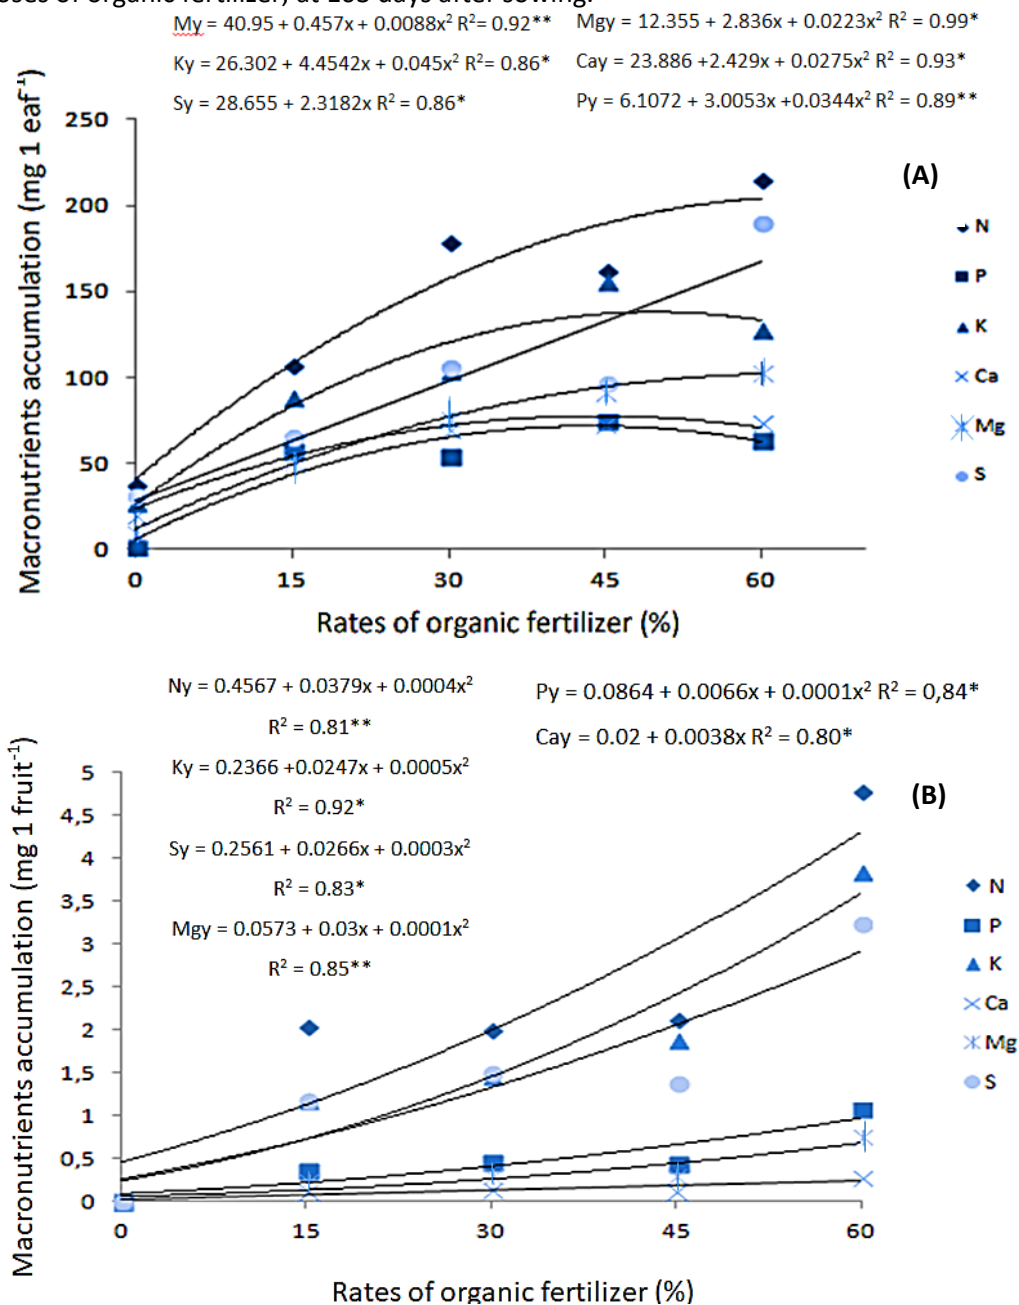 oses of organic fertilizer, at 105 days after sowing.
My = 40.95 + 0.457x + 0.0088x² R²= 0.92**
Mgy = 12.355 + 2.836x + 0.0223x² R² = 0.99*
Ky = 26.302 + 4.4542x + 0.045x² R²= 0.86*
Cay = 23.886 +2.429x + 0.0275x² R² = 0.93*
Sy = 28.655 + 2.3182x R² = 0.86*
Py = 6.1072 + 3.0053x +0.0344x² R² = 0.89**
Macronutrients accumulation (mg 1 eaf⁻¹)
250
200
150
100
50
0
0 15 30 45 60
Rates of organic fertilizer (%)
(A)
N
P
K
Ca
Mg
S
Ny = 0.4567 + 0.0379x + 0.0004x²
R² = 0.81**
Ky = 0.2366 +0.0247x + 0.0005x²
R² = 0.92*
Sy = 0.2561 + 0.0266x + 0.0003x²
R² = 0.83*
Mgy = 0.0573 + 0.03x + 0.0001x²
R² = 0.85**
Py = 0.0864 + 0.0066x + 0.0001x² R² = 0,84*
Cay = 0.02 + 0.0038x R² = 0.80*
Macronutrients accumulation (mg 1 fruit⁻¹)
5
4,5
4
3,5
3
2,5
2
1,5
1
0,5
0
0 15 30 45 60
Rates of organic fertilizer (%)
(B)
N
P
K
Ca
Mg
S